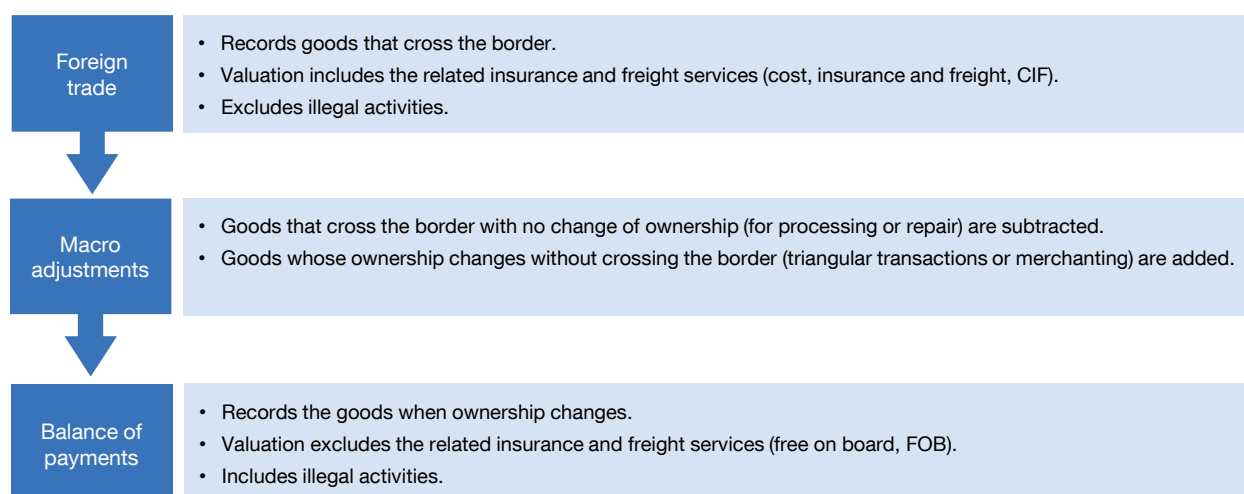 Foreign
trade
• Records goods that cross the border.
• Valuation includes the related insurance and freight services (cost, insurance and freight, CIF).
• Excludes illegal activities.
Macro
adjustments
• Goods that cross the border with no change of ownership (for processing or repair) are subtracted.
• Goods whose ownership changes without crossing the border (triangular transactions or merchanting) are added.
Balance of
payments
• Records the goods when ownership changes.
• Valuation excludes the related insurance and freight services (free on board, FOB).
• Includes illegal activities.